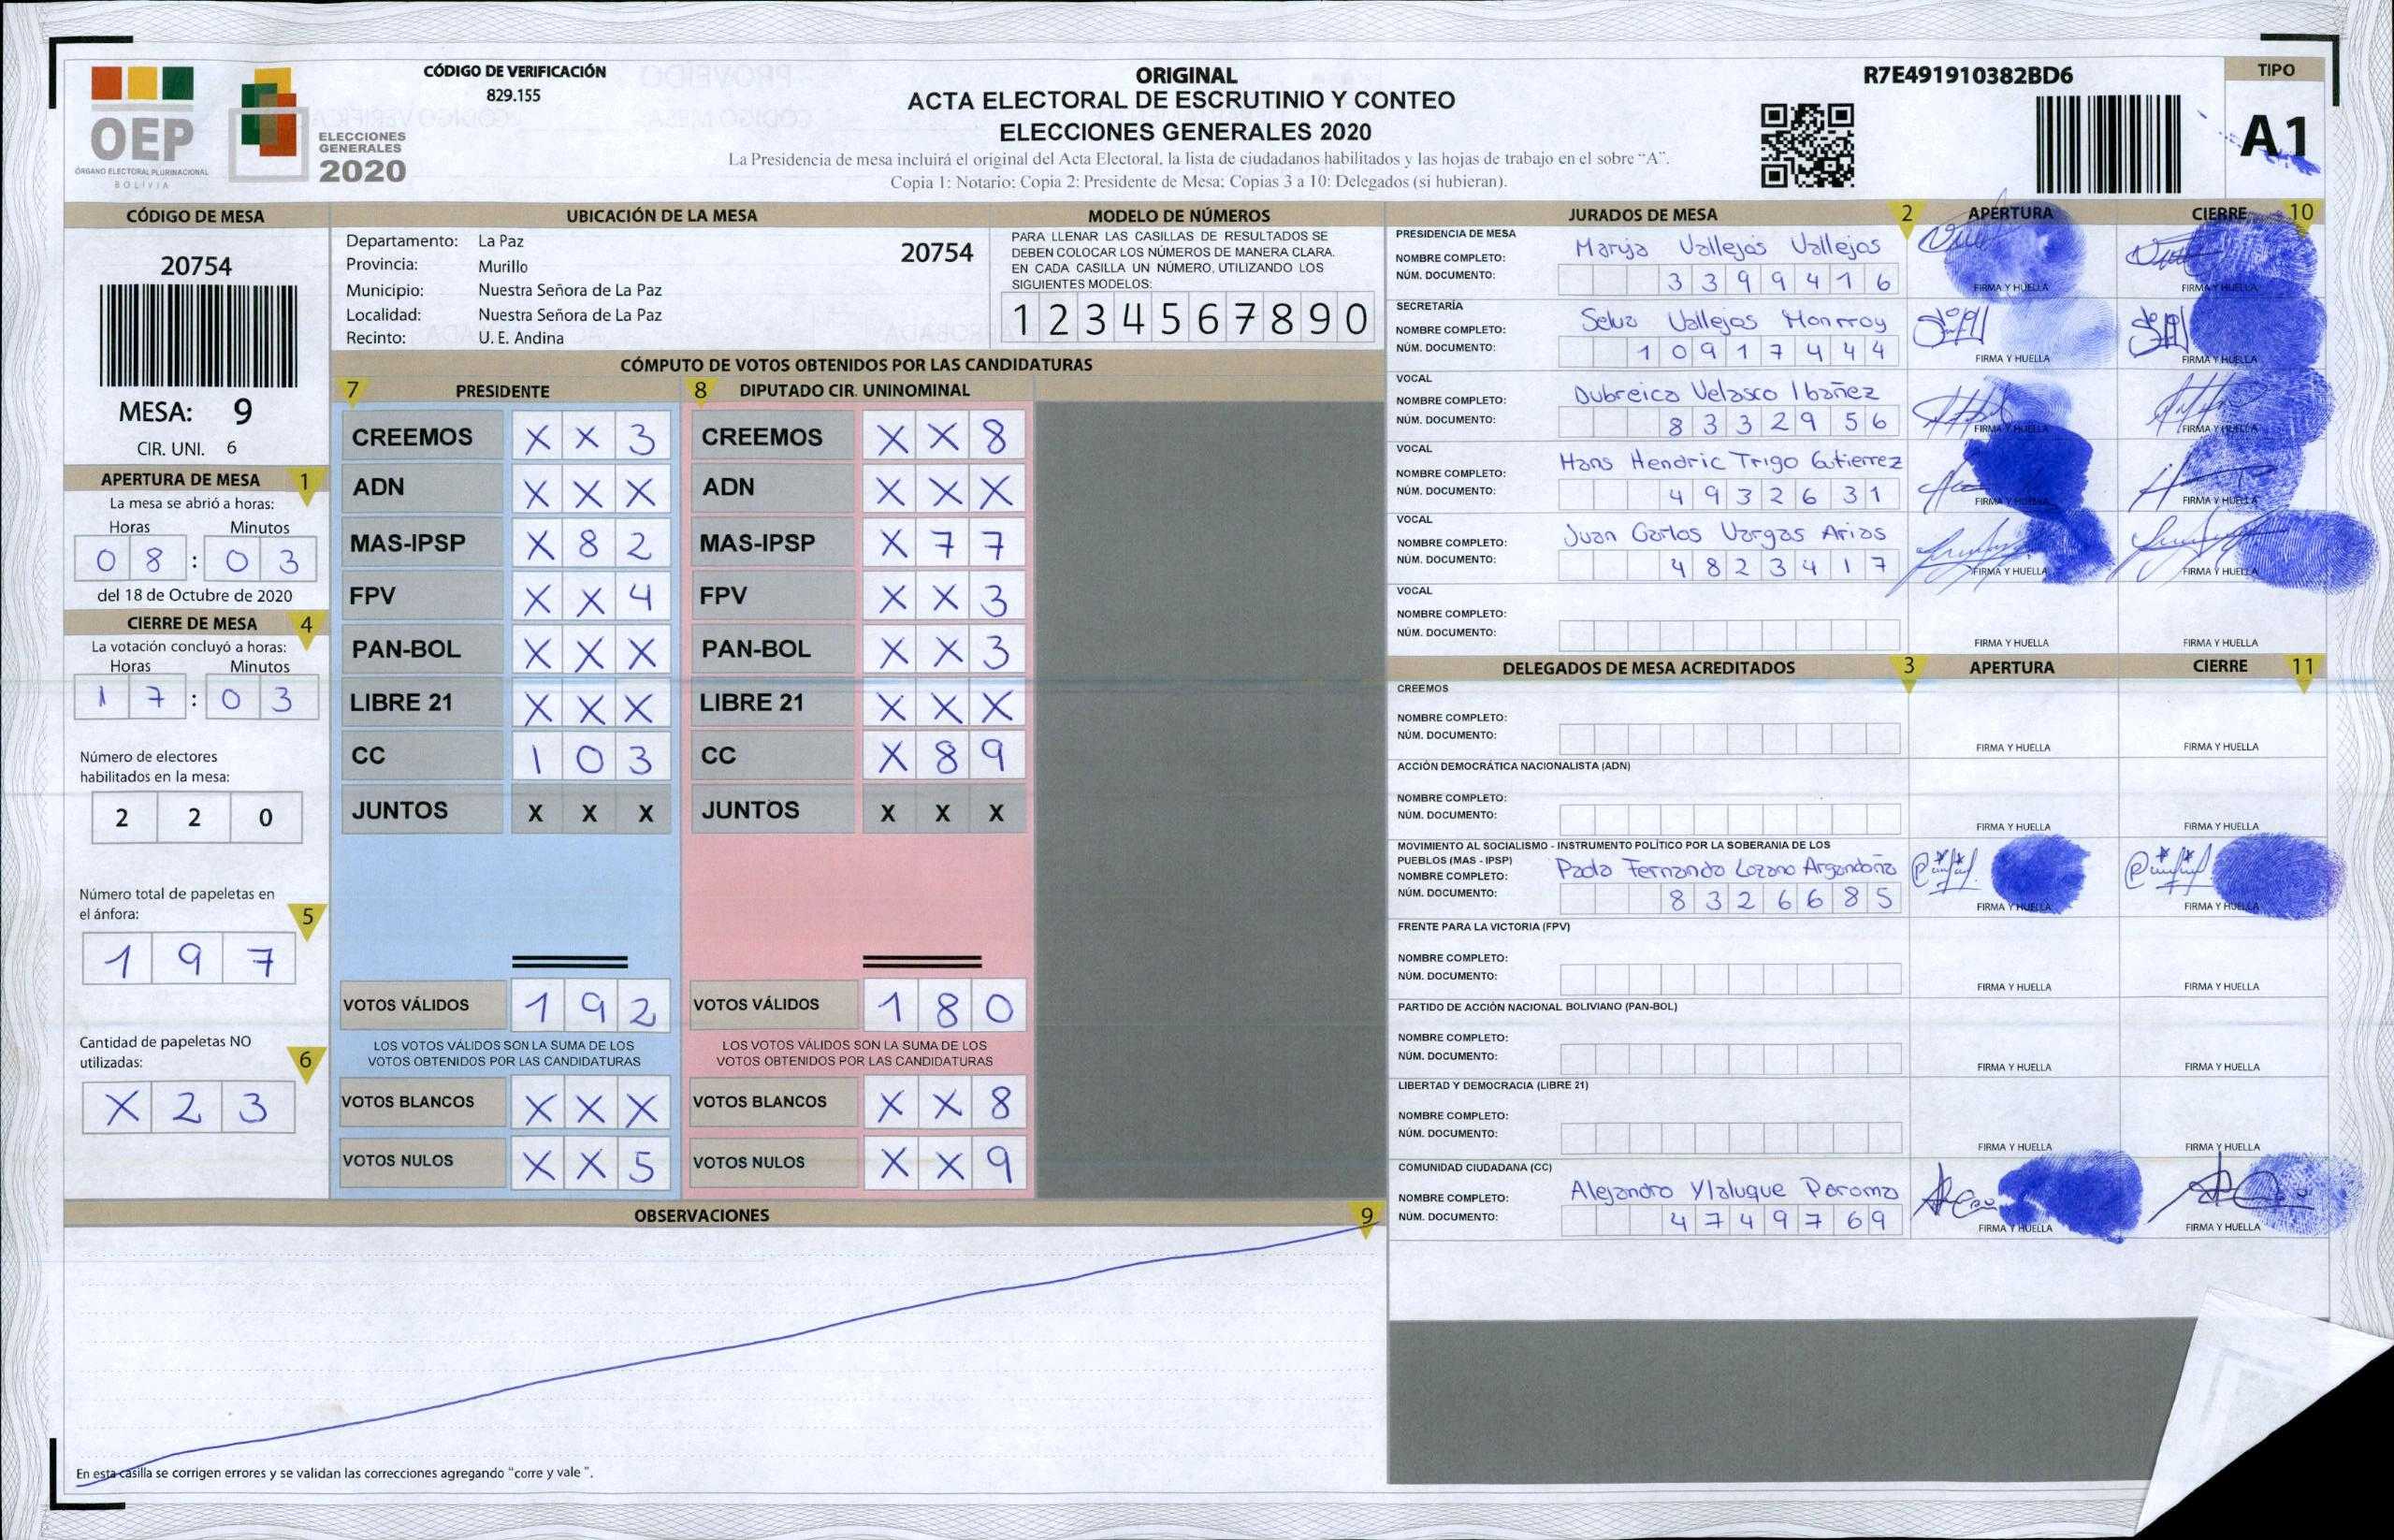 OEP
ÓRGANO ELECTORAL PLURINACIONAL
BOLIVIA
ELECCIONES
GENERALES
2020
CÓDIGO DE VERIFICACIÓN
829.155
ORIGINAL
ACTA ELECTORAL DE ESCRUTINIO Y CONTEO
ELECCIONES GENERALES 2020
La Presidencia de mesa incluirá el original del Acta Electoral, la lista de ciudadanos habilitados y las hojas de trabajo en el sobre "A".
Copia 1: Notario; Copia 2: Presidente de Mesa; Copias 3 a 10: Delegados (si hubieran).
R7E491910382BD6
TIPO
A1
CÓDIGO DE MESA
20754
MESA: 9
CIR. UNI. 6
APERTURA DE MESA 1
La mesa se abrió a horas:
Horas Minutos
0 8 : 0 3
del 18 de Octubre de 2020
CIERRE DE MESA 4
La votación concluyó a horas:
Horas Minutos
1 7 : 0 3
Número de electores
habilitados en la mesa:
2 2 0
Número total de papeletas en
el ánfora: 5
1 9 7
Cantidad de papeletas NO
utilizadas: 6
X 2 3
UBICACIÓN DE LA MESA
Departamento: La Paz
20754
Provincia: Murillo
Municipio: Nuestra Señora de La Paz
Localidad: Nuestra Señora de La Paz
Recinto: U. E. Andina
MODELO DE NÚMEROS
PARA LLENAR LAS CASILLAS DE RESULTADOS SE
DEBEN COLOCAR LOS NÚMEROS DE MANERA CLARA.
EN CADA CASILLA UN NÚMERO, UTILIZANDO LOS
SIGUIENTES MODELOS:
1 2 3 4 5 6 7 8 9 0
CÓMPUTO DE VOTOS OBTENIDOS POR LAS CANDIDATURAS
7 PRESIDENTE 8 DIPUTADO CIR. UNINOMINAL
CREEMOS X X 3 CREEMOS X X 8
ADN X X X ADN X X X
MAS-IPSP X 8 2 MAS-IPSP X 7 7
FPV X X 4 FPV X X 3
PAN-BOL X X X PAN-BOL X X 3
LIBRE 21 X X X LIBRE 21 X X X
CC 1 0 3 CC X 8 9
JUNTOS X X X JUNTOS X X X
VOTOS VÁLIDOS 1 9 2 VOTOS VÁLIDOS 1 8 0
LOS VOTOS VÁLIDOS SON LA SUMA DE LOS LOS VOTOS VÁLIDOS SON LA SUMA DE LOS
VOTOS OBTENIDOS POR LAS CANDIDATURAS VOTOS OBTENIDOS POR LAS CANDIDATURAS
VOTOS BLANCOS X X X VOTOS BLANCOS X X 8
VOTOS NULOS X X 5 VOTOS NULOS X X 9
OBSERVACIONES 9
En esta casilla se corrigen errores y se validan las correcciones agregando "corre y vale ".
JURADOS DE MESA 2 APERTURA CIERRE 10
PRESIDENCIA DE MESA
NOMBRE COMPLETO: Vallejos Vallejos
NÚM. DOCUMENTO: 3 3 9 9 4 1 6
FIRMA Y HUELLA FIRMA Y HUELLA
SECRETARÍA
NOMBRE COMPLETO: Selva Vallejos Monrroy
NÚM. DOCUMENTO: 1 0 9 1 7 4 4 4
FIRMA Y HUELLA FIRMA Y HUELLA
VOCAL
NOMBRE COMPLETO: Dubreica Velasco Ibañez
NÚM. DOCUMENTO: 8 3 3 2 9 5 6
FIRMA Y HUELLA FIRMA Y HUELLA
VOCAL
NOMBRE COMPLETO: Hans Hendric Trigo Gutierrez
NÚM. DOCUMENTO: 4 9 3 2 6 3 1
FIRMA Y HUELLA FIRMA Y HUELLA
VOCAL
NOMBRE COMPLETO: Juan Carlos Vargas Arias
NÚM. DOCUMENTO: 4 8 2 3 4 1 7
FIRMA Y HUELLA FIRMA Y HUELLA
VOCAL
NOMBRE COMPLETO:
NÚM. DOCUMENTO:
FIRMA Y HUELLA FIRMA Y HUELLA
DELEGADOS DE MESA ACREDITADOS 3 APERTURA CIERRE 11
CREEMOS
NOMBRE COMPLETO:
NÚM. DOCUMENTO:
FIRMA Y HUELLA FIRMA Y HUELLA
ACCIÓN DEMOCRÁTICA NACIONALISTA (ADN)
NOMBRE COMPLETO:
NÚM. DOCUMENTO:
FIRMA Y HUELLA FIRMA Y HUELLA
MOVIMIENTO AL SOCIALISMO - INSTRUMENTO POLÍTICO POR LA SOBERANIA DE LOS
PUEBLOS (MAS - IPSP)
NOMBRE COMPLETO: Fernando Lozano Argandoña
NÚM. DOCUMENTO: 8 3 2 6 6 8 5
FIRMA Y HUELLA FIRMA Y HUELLA
FRENTE PARA LA VICTORIA (FPV)
NOMBRE COMPLETO:
NÚM. DOCUMENTO:
FIRMA Y HUELLA FIRMA Y HUELLA
PARTIDO DE ACCIÓN NACIONAL BOLIVIANO (PAN-BOL)
NOMBRE COMPLETO:
NÚM. DOCUMENTO:
FIRMA Y HUELLA FIRMA Y HUELLA
LIBERTAD Y DEMOCRACIA (LIBRE 21)
NOMBRE COMPLETO:
NÚM. DOCUMENTO:
FIRMA Y HUELLA FIRMA Y HUELLA
COMUNIDAD CIUDADANA (CC)
NOMBRE COMPLETO: Alejandro
NÚM. DOCUMENTO: 4 7 4 9 7 6 9
FIRMA Y HUELLA FIRMA Y HUELLA